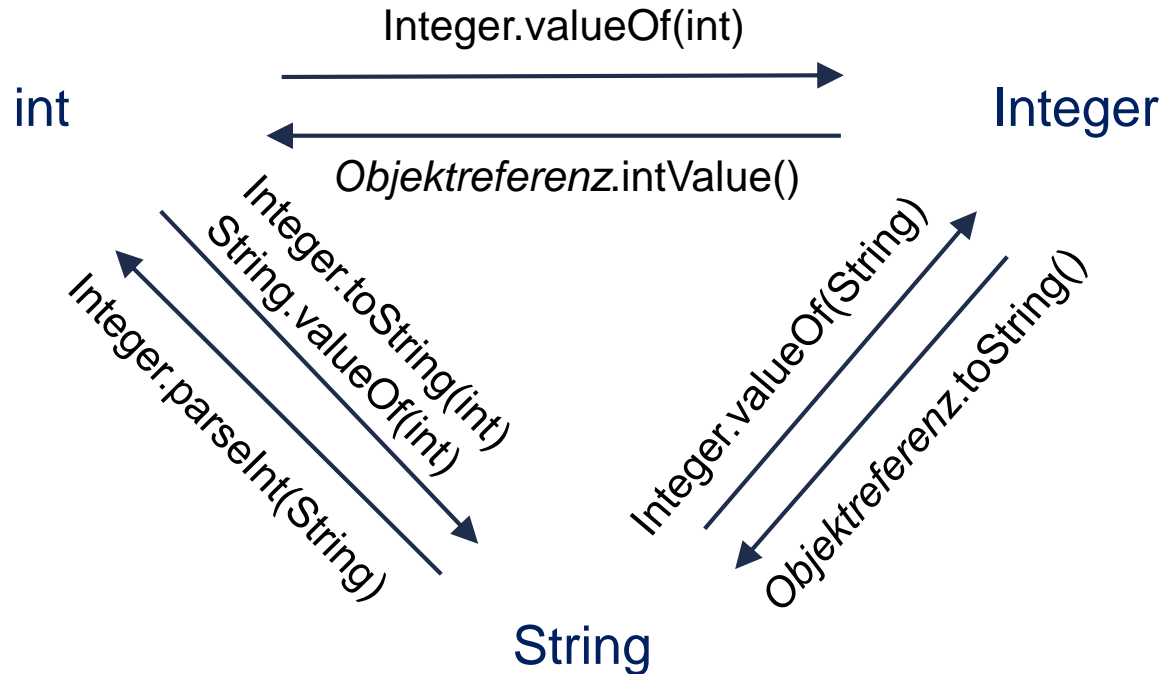 Integer.valueOf(int)
int
Integer
Objektreferenz.intValue()
Integer.toString(int)
String.valueOf(int)
Integer.parseInt(String)
Integer.valueOf(String)
Objektreferenz.toString()
String